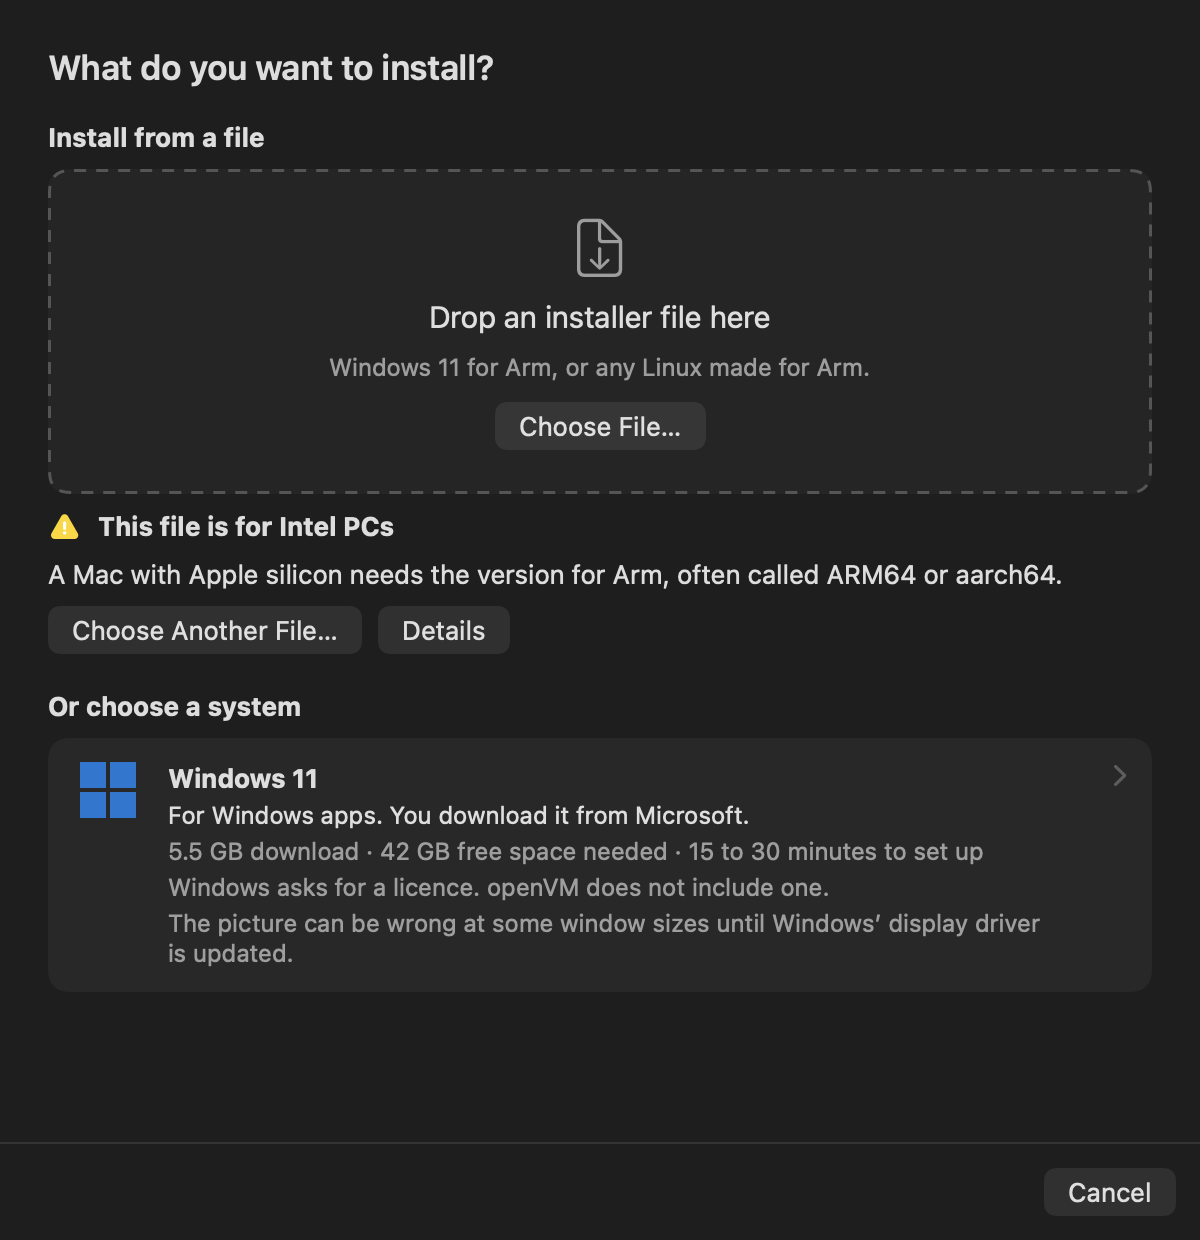 What do you want to install?
Install from a file
Drop an installer file here
Windows 11 for Arm, or any Linux made for Arm.
Choose File...
This file is for Intel PCs
A Mac with Apple silicon needs the version for Arm, often called ARM64 or aarch64.
Choose Another File...
Details
Or choose a system
Windows 11
For Windows apps. You download it from Microsoft.
5.5 GB download · 42 GB free space needed · 15 to 30 minutes to set up
Windows asks for a licence. openVM does not include one.
The picture can be wrong at some window sizes until Windows’ display driver
is updated.
Cancel